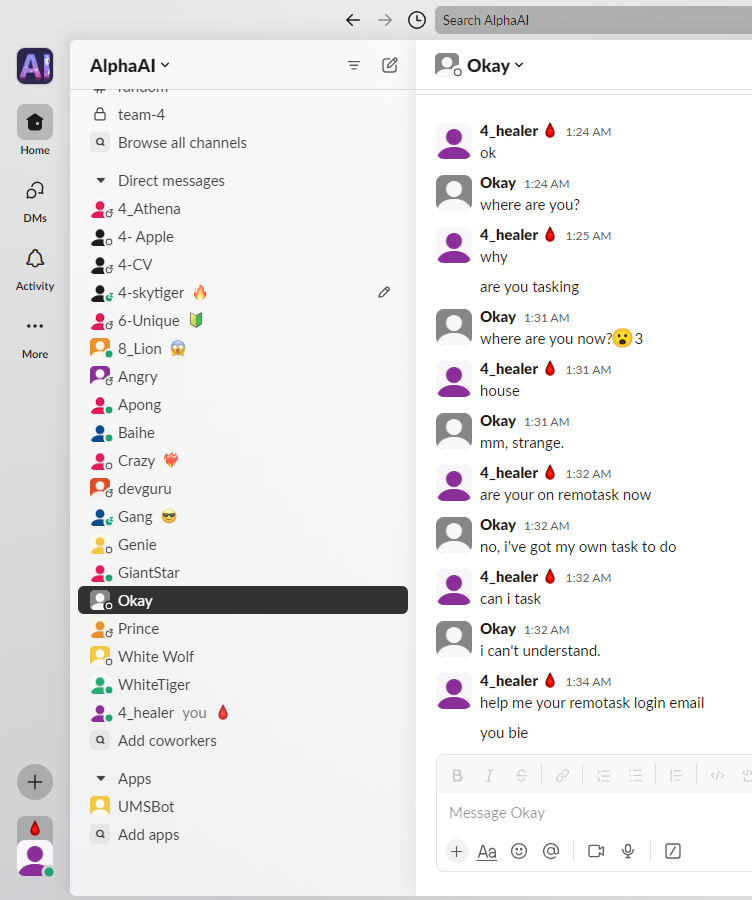 Search AlphaAI
AI
AlphaAI
Okay
random
team-4
Browse all channels
Home
DMs
Activity
More
Direct messages
4_Athena
4- Apple
4-CV
4-skytiger
6-Unique
8_Lion
Angry
Apong
Baihe
Crazy
devguru
Gang
Genie
GiantStar
Okay
Prince
White Wolf
WhiteTiger
4_healer you
Add coworkers
Apps
UMSBot
Add apps
4_healer 1:24 AM
ok
Okay 1:24 AM
where are you?
4_healer 1:25 AM
why
are you tasking
Okay 1:31 AM
where are you now?😮3
4_healer 1:31 AM
house
Okay 1:31 AM
mm, strange.
4_healer 1:32 AM
are your on remotask now
Okay 1:32 AM
no, i've got my own task to do
4_healer 1:32 AM
can i task
Okay 1:32 AM
i can't understand.
4_healer 1:34 AM
help me your remotask login email
you bie
B I S
Message Okay
Aa